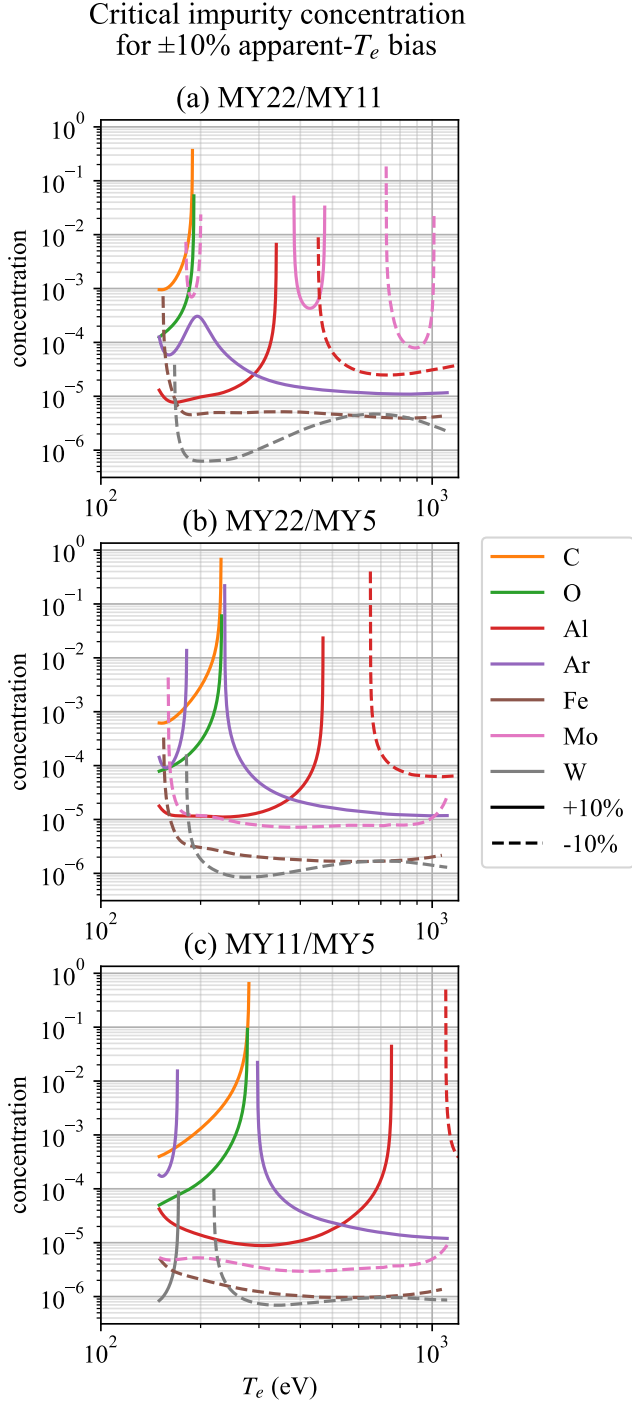 Critical impurity concentration
for ±10% apparent-Tₑ bias
(a) MY22/MY11
10⁰
10⁻¹
10⁻²
10⁻³
10⁻⁴
10⁻⁵
10⁻⁶
concentration
10² 10³
(b) MY22/MY5
10⁰
10⁻¹
10⁻²
10⁻³
10⁻⁴
10⁻⁵
10⁻⁶
concentration
10² 10³
C
O
Al
Ar
Fe
Mo
W
+10%
-10%
(c) MY11/MY5
10⁰
10⁻¹
10⁻²
10⁻³
10⁻⁴
10⁻⁵
10⁻⁶
concentration
10² 10³
Tₑ (eV)